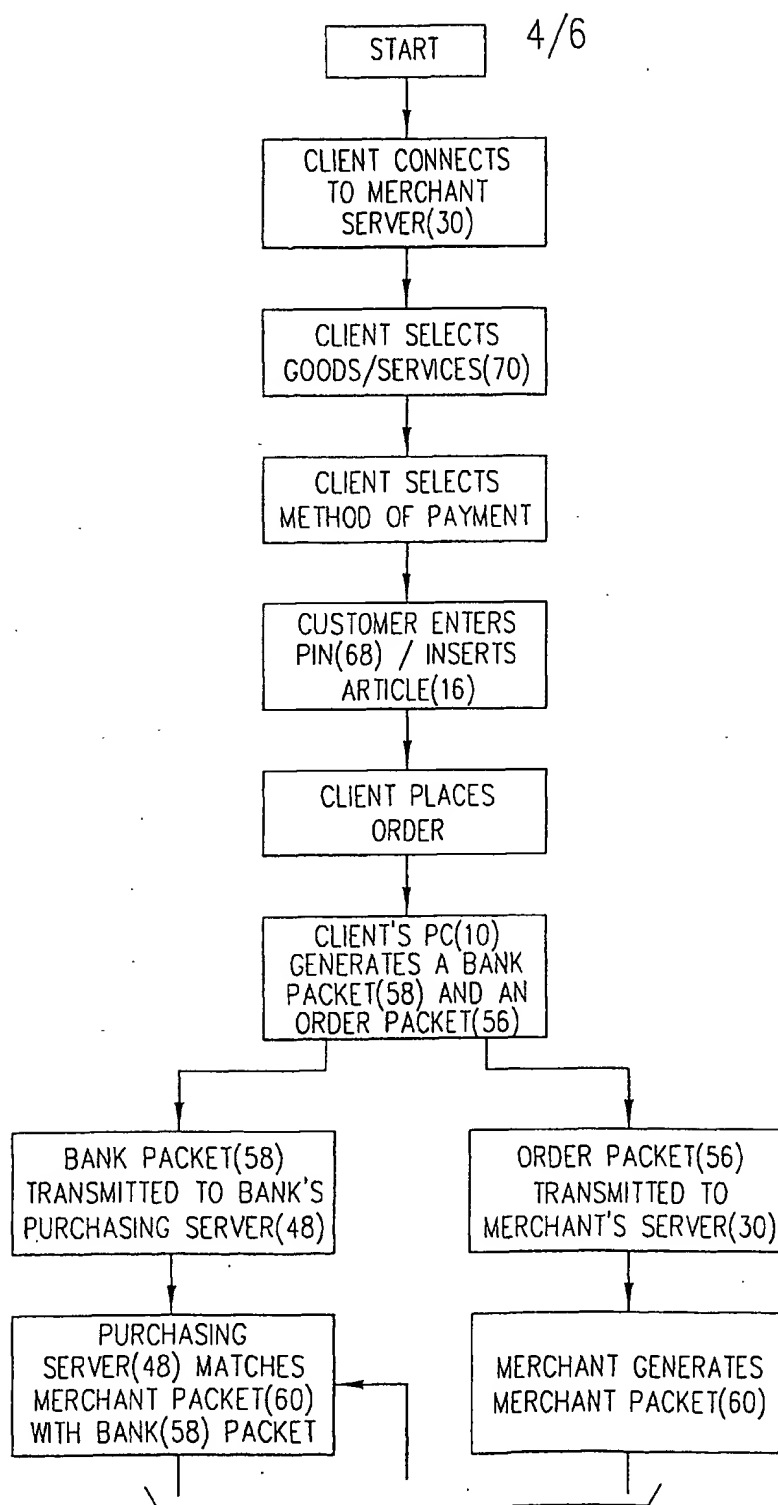 4/6
START
CLIENT CONNECTS
TO MERCHANT
SERVER(30)
CLIENT SELECTS
GOODS/SERVICES(70)
CLIENT SELECTS
METHOD OF PAYMENT
CUSTOMER ENTERS
PIN(68) / INSERTS
ARTICLE(16)
CLIENT PLACES
ORDER
CLIENT'S PC(10)
GENERATES A BANK
PACKET(58) AND AN
ORDER PACKET(56)
BANK PACKET(58)
TRANSMITTED TO BANK'S
PURCHASING SERVER(48)
ORDER PACKET(56)
TRANSMITTED TO
MERCHANT'S SERVER(30)
PURCHASING
SERVER(48) MATCHES
MERCHANT PACKET(60)
WITH BANK(58) PACKET
MERCHANT GENERATES
MERCHANT PACKET(60)